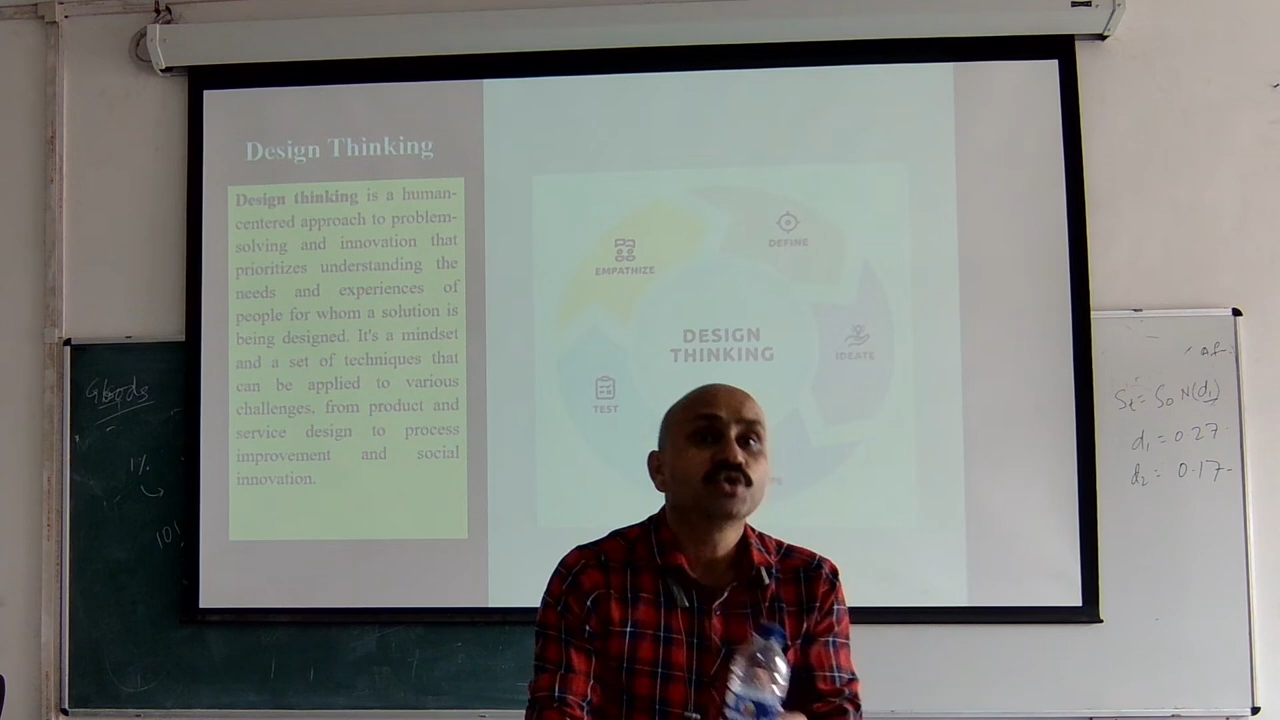 Design Thinking
Design thinking is a human-
centered approach to problem-
solving and innovation that
prioritizes understanding the
needs and experiences of
people for whom a solution is
being designed. It's a mindset
and a set of techniques that
can be applied to various
challenges, from product and
service design to process
improvement and social
innovation.
EMPATHIZE
DEFINE
IDEATE
TEST
DESIGN
THINKING
Goods
1%
101
St = S0 N(d1)
d1 = 0.27
d2 = 0.17